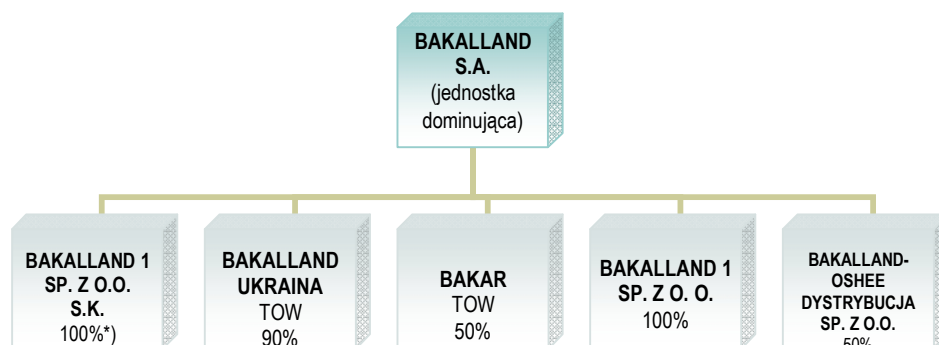 BAKALLAND
S.A.
(jednostka
dominująca)
BAKALLAND 1
SP. Z O.O.
S.K.
100%*)
BAKALLAND
UKRAINA
TOW
90%
BAKAR
TOW
50%
BAKALLAND 1
SP. Z O. O.
100%
BAKALLAND-
OSHEE
DYSTRYBUCJA
SP. Z O.O.
50%